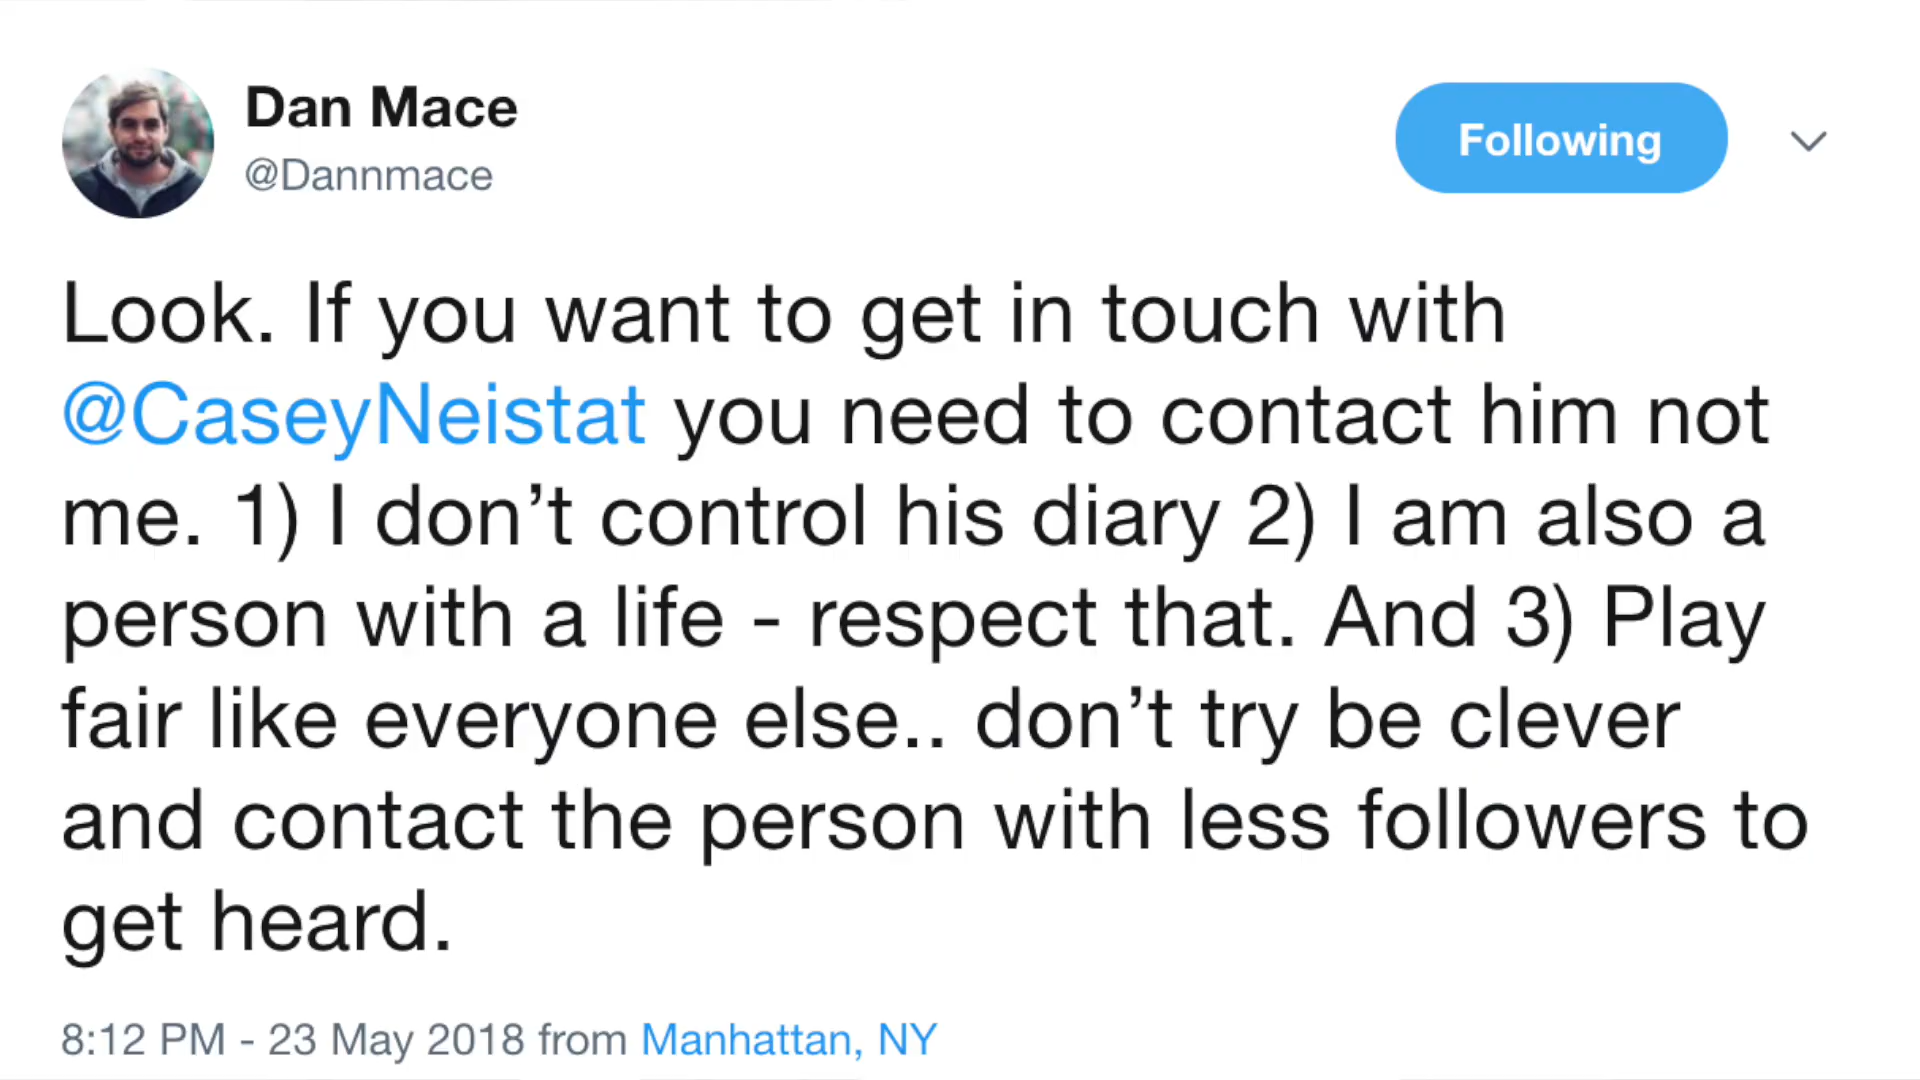 Dan Mace
@Dannmace
Following
Look. If you want to get in touch with
@CaseyNeistat you need to contact him not
me. 1) I don’t control his diary 2) I am also a
person with a life - respect that. And 3) Play
fair like everyone else.. don’t try be clever
and contact the person with less followers to
get heard.
8:12 PM - 23 May 2018 from Manhattan, NY